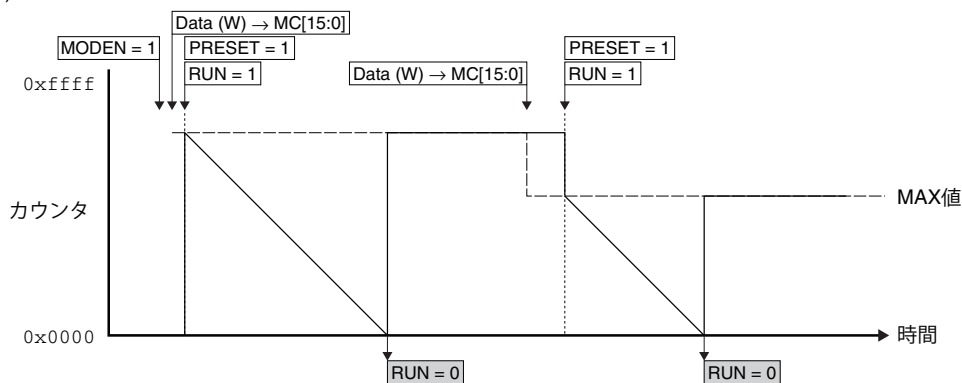 Data (W) → MC[15:0]
MODEN = 1
PRESET = 1
PRESET = 1
0xffff
RUN = 1
Data (W) → MC[15:0]
RUN = 1
カウンタ
MAX値
0x0000
時間
RUN = 0
RUN = 0